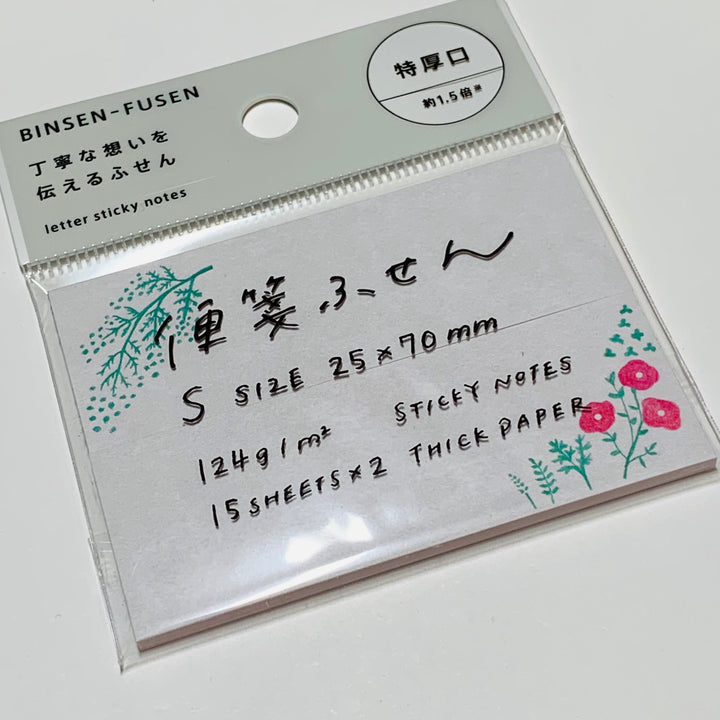 BINSEN-FUSEN
丁寧な想いを
伝えるふせん
letter sticky notes
特厚口
約1.5倍※
便箋ふせん
S SIZE 25×70mm
124g/m² STICKY NOTES
15SHEETS×2 THICK PAPER